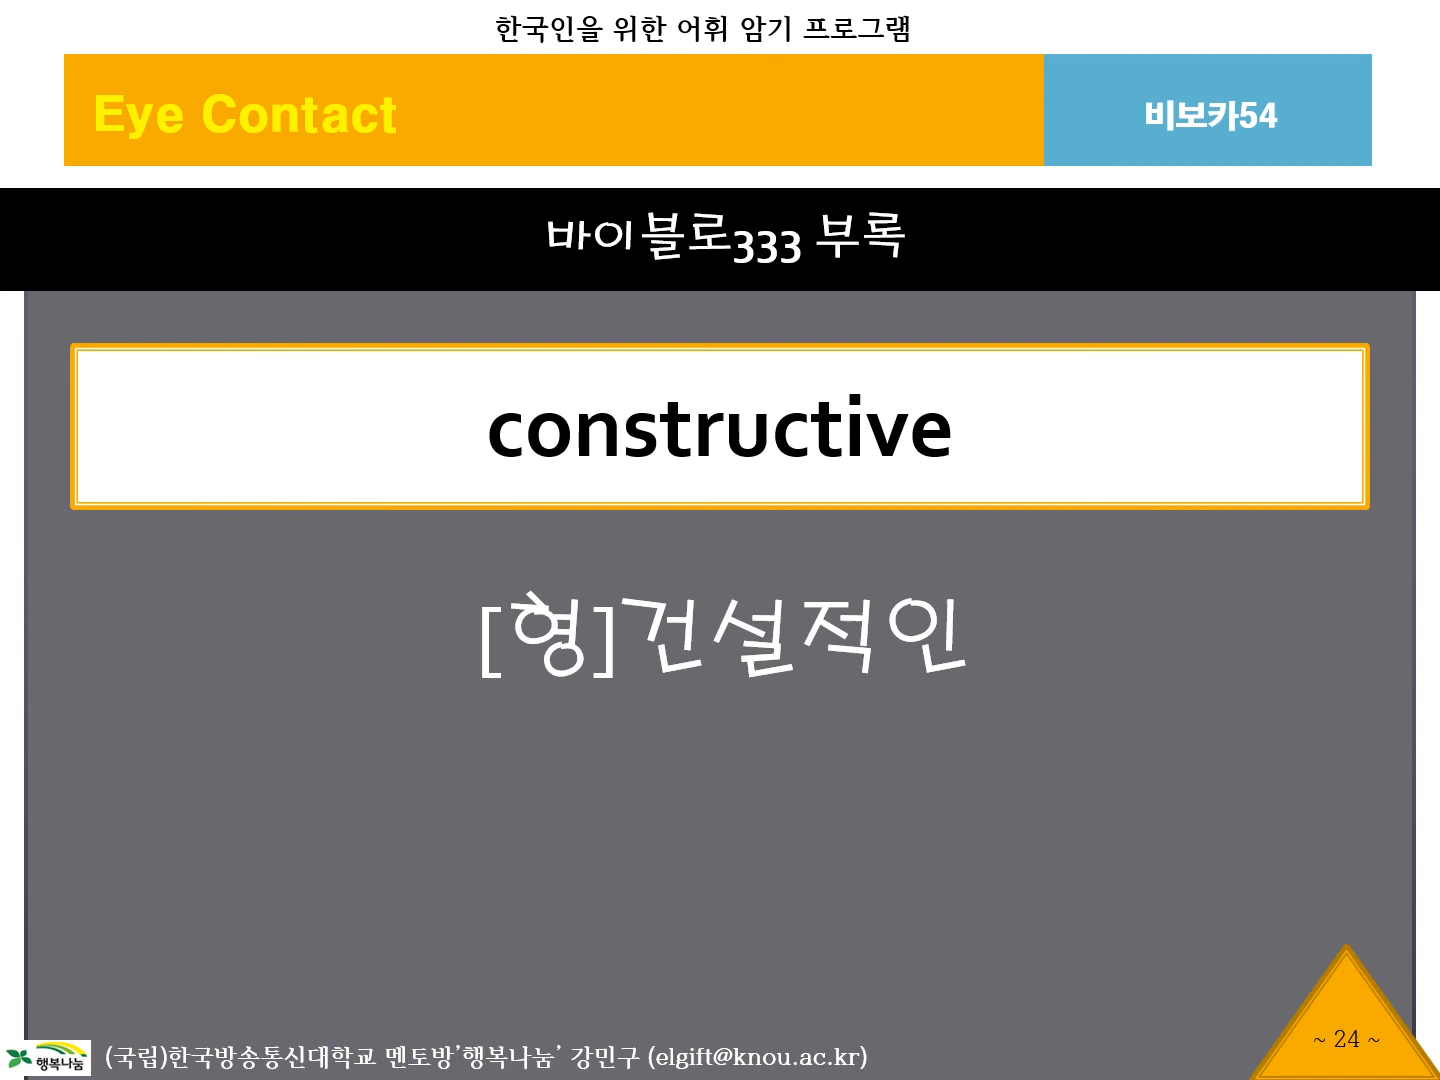 한국인을 위한 어휘 암기 프로그램
Eye Contact
비보카54
바이블로333 부록
constructive
[형]건설적인
~ 24 ~
행복나눔
(국립)한국방송통신대학교 멘토방’행복나눔’ 강민구 (elgift@knou.ac.kr)